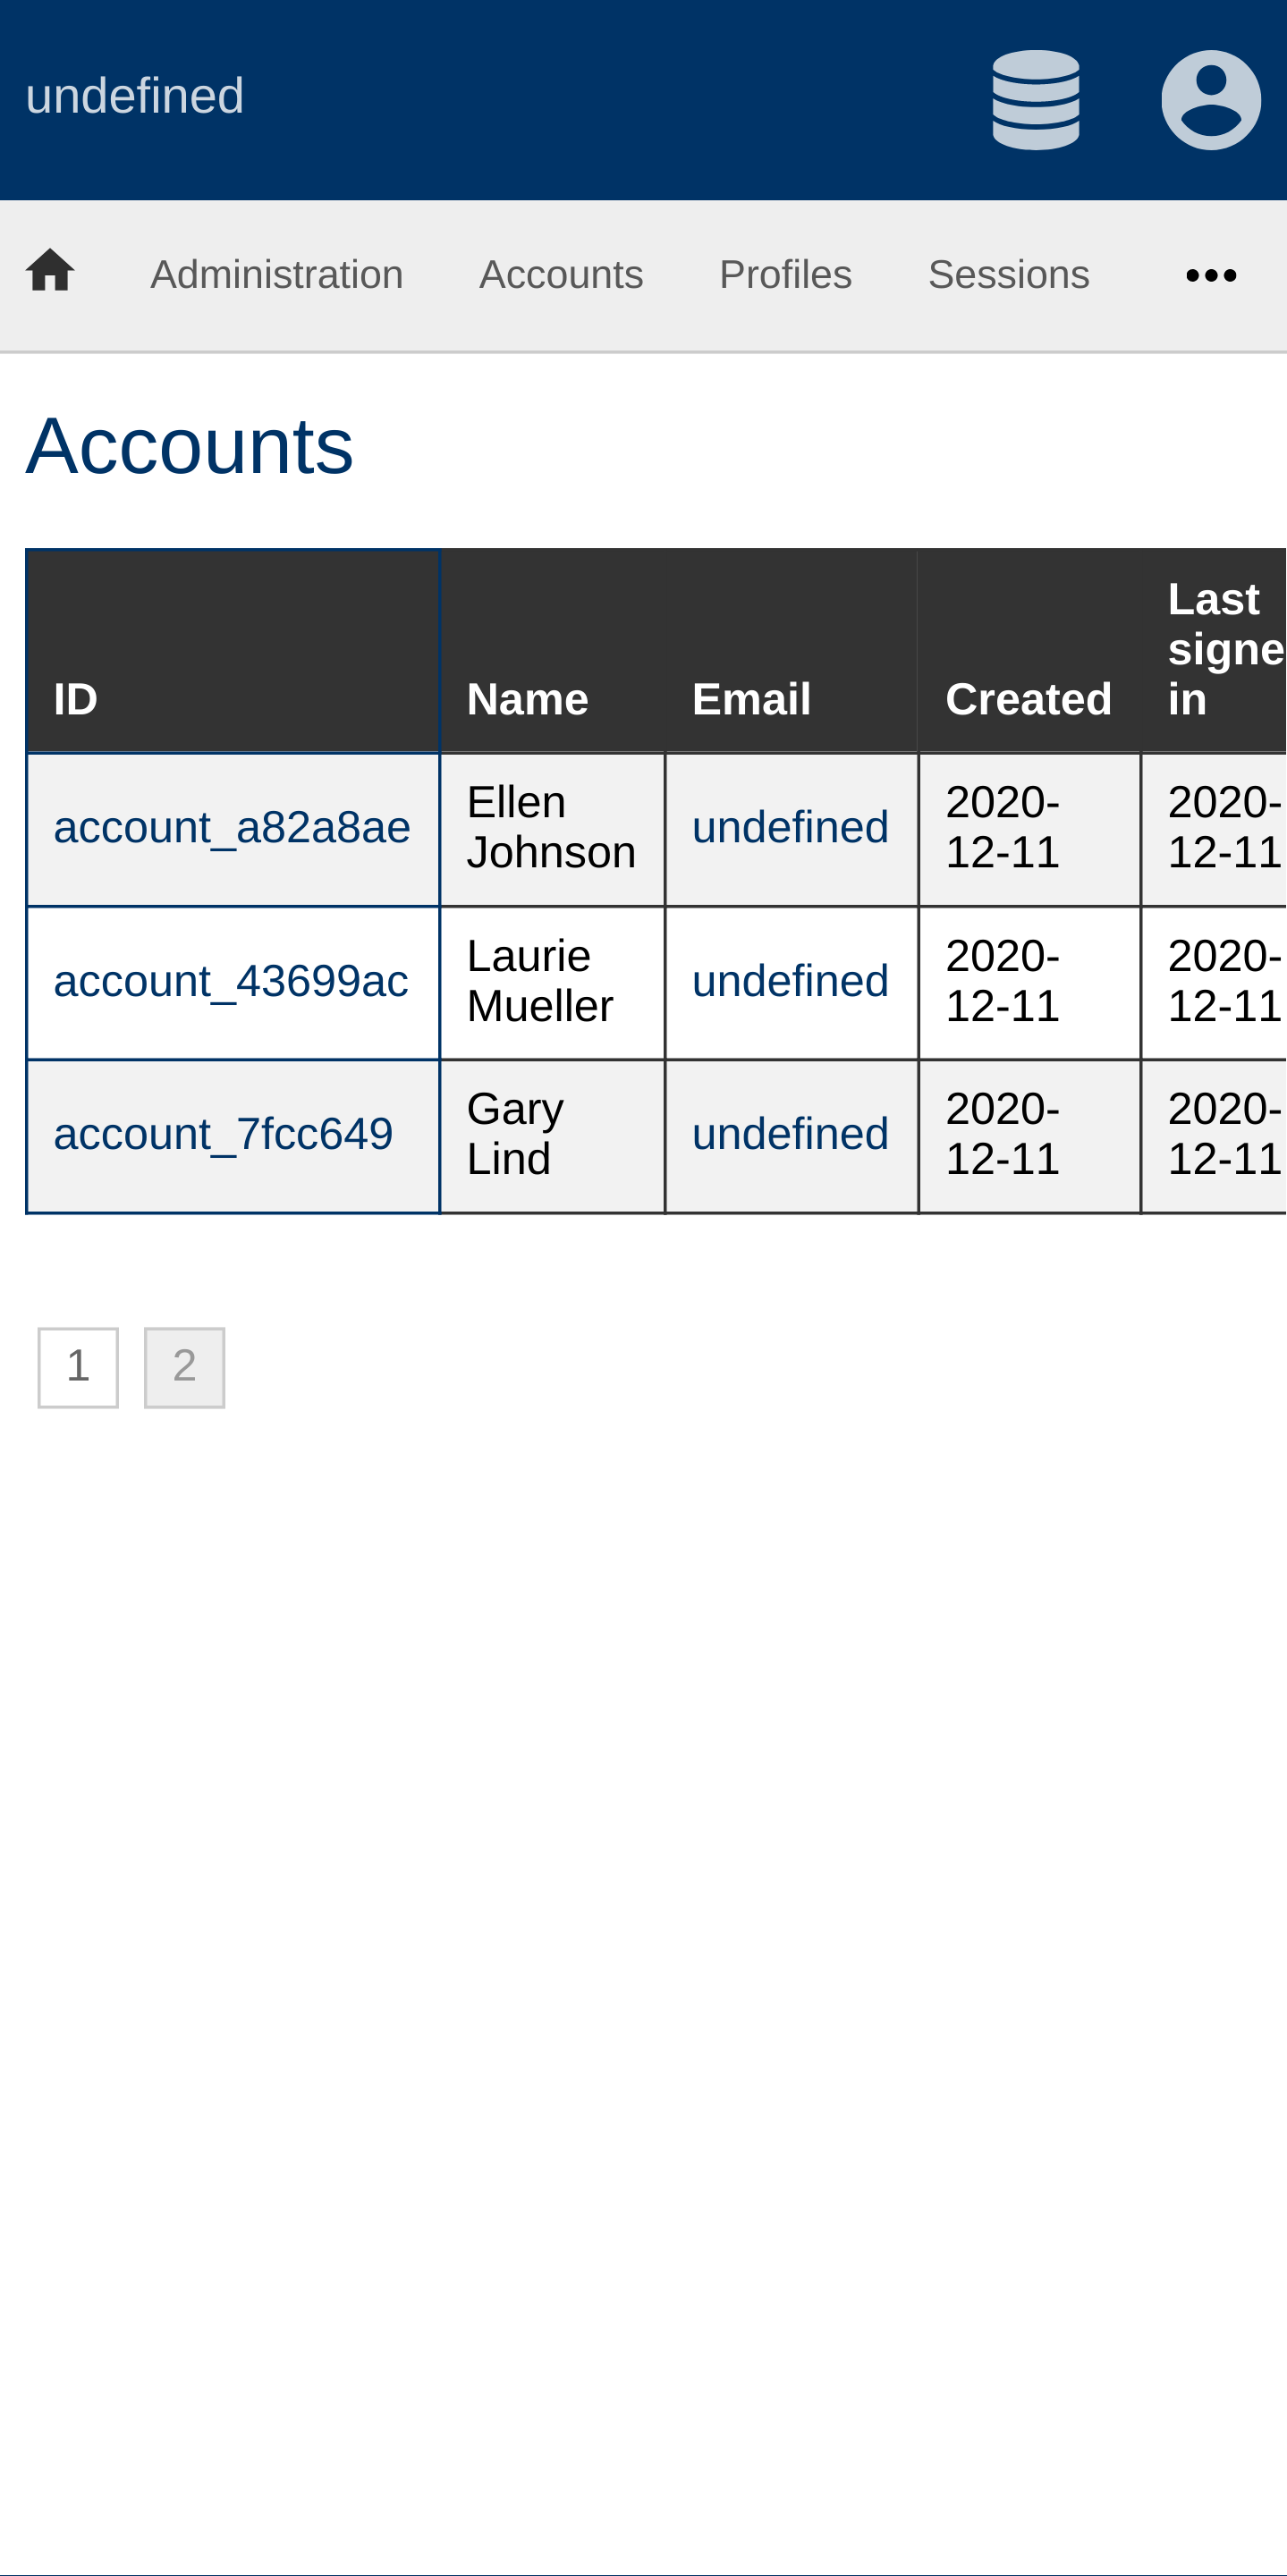 undefined
Administration Accounts Profiles Sessions •••
Accounts
ID Name Email Created Last signe in
account_a82a8ae Ellen Johnson undefined 2020-12-11 2020-12-11
account_43699ac Laurie Mueller undefined 2020-12-11 2020-12-11
account_7fcc649 Gary Lind undefined 2020-12-11 2020-12-11
1 2